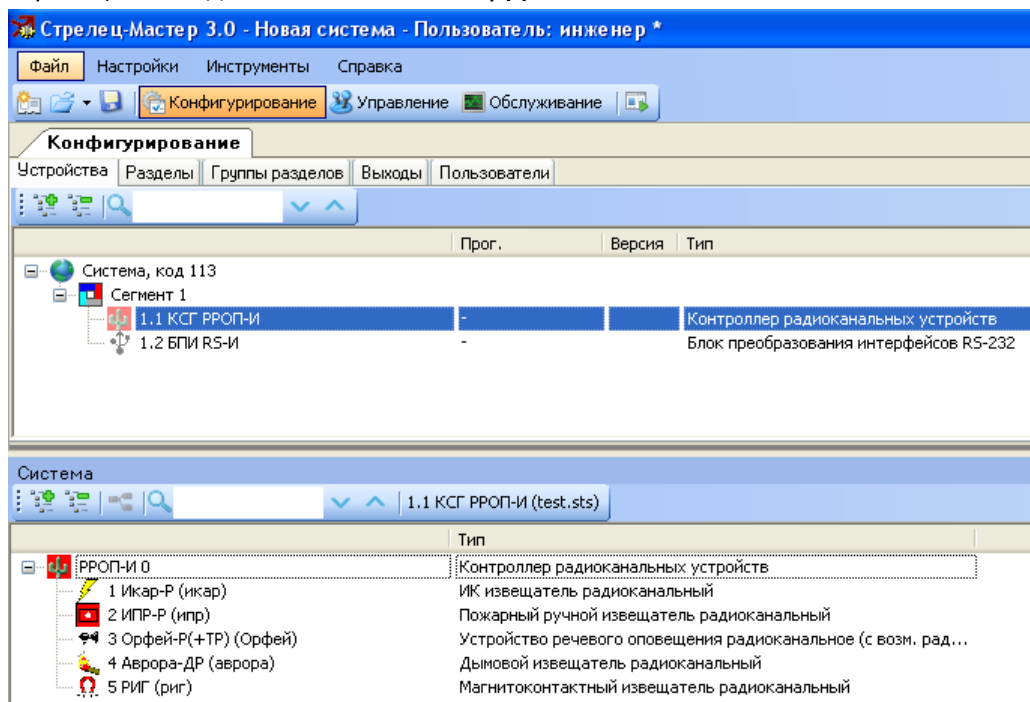 Стрелец-Мастер 3.0 - Новая система - Пользователь: инженер *
Файл Настройки Инструменты Справка
Конфигурирование Управление Обслуживание
Конфигурирование
Устройства Разделы Группы разделов Выходы Пользователи
Прог. Версия Тип
Система, код 113
Сегмент 1
1.1 КСГ РРОП-И - Контроллер радиоканальных устройств
1.2 БПИ RS-И - Блок преобразования интерфейсов RS-232
Система
1.1 КСГ РРОП-И (test.sts)
Тип
РРОП-И 0 Контроллер радиоканальных устройств
1 Икар-Р (икар) ИК извещатель радиоканальный
2 ИПР-Р (ипр) Пожарный ручной извещатель радиоканальный
3 Орфей-Р(+ТР) (Орфей) Устройство речевого оповещения радиоканальное (с возм. рад...
4 Аврора-ДР (аврора) Дымовой извещатель радиоканальный
5 РИГ (риг) Магнитоконтактный извещатель радиоканальный